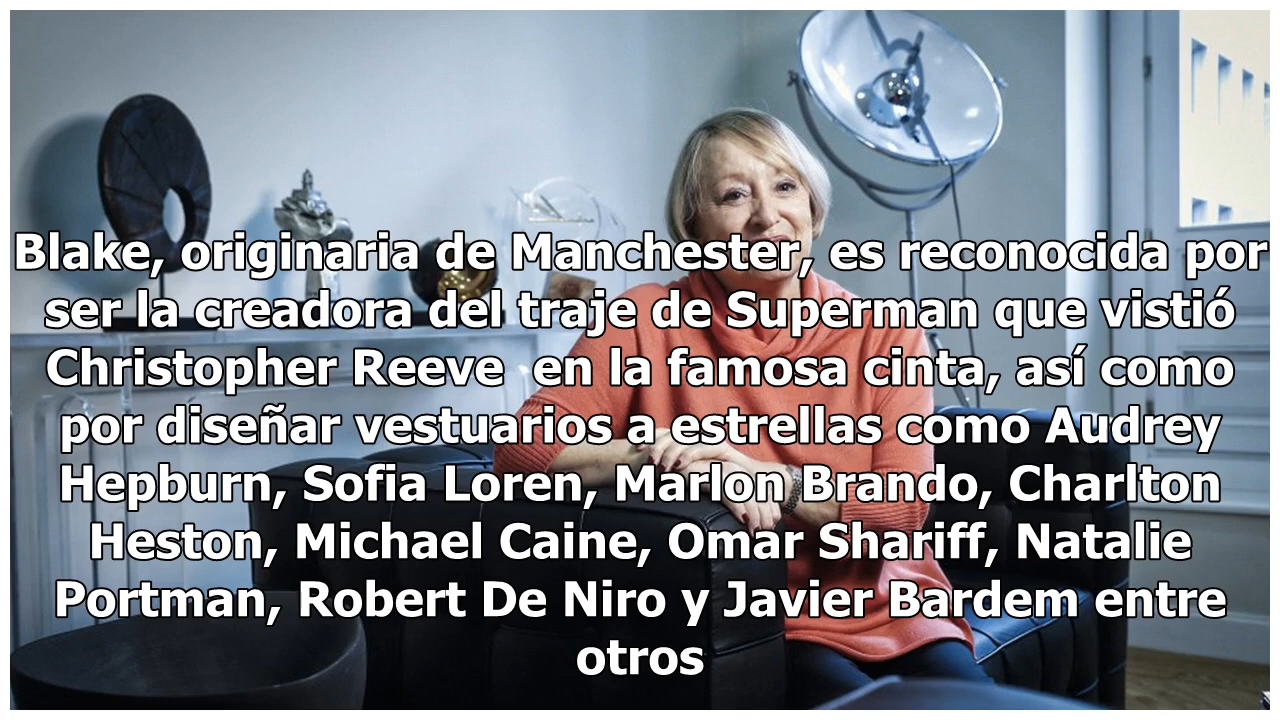 Blake, originaria de Manchester, es reconocida por
ser la creadora del traje de Superman que vistió
Christopher Reeve  en la famosa cinta, así como
por diseñar vestuarios a estrellas como Audrey
Hepburn, Sofia Loren, Marlon Brando, Charlton
Heston, Michael Caine, Omar Shariff, Natalie
Portman, Robert De Niro y Javier Bardem entre
otros